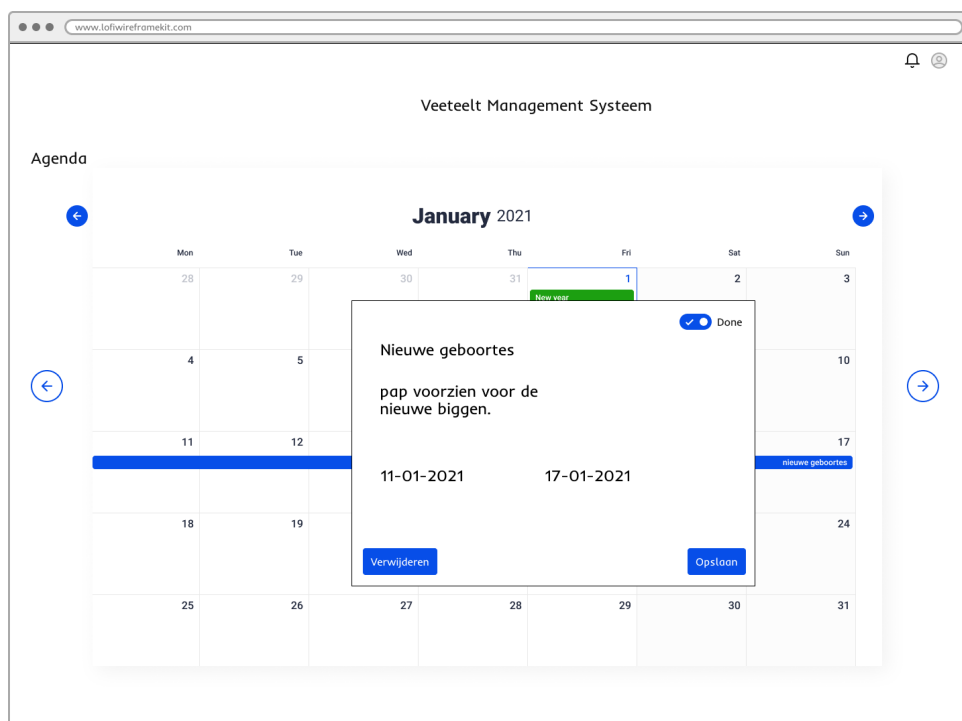 www.lofiwireframekit.com
Veeteelt Management Systeem
Agenda
January 2021
Mon Tue Wed Thu Fri Sat Sun
28 29 30 31 1 2 3
New year
4 5 10
11 12 17
nieuwe geboortes
18 19 24
25 26 27 28 29 30 31
Done
Nieuwe geboortes
pap voorzien voor de
nieuwe biggen.
11-01-2021 17-01-2021
Verwijderen Opslaan